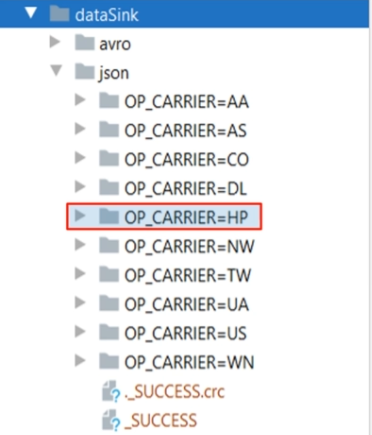 dataSink
avro
json
OP_CARRIER=AA
OP_CARRIER=AS
OP_CARRIER=CO
OP_CARRIER=DL
OP_CARRIER=HP
OP_CARRIER=NW
OP_CARRIER=TW
OP_CARRIER=UA
OP_CARRIER=US
OP_CARRIER=WN
._SUCCESS.crc
_SUCCESS